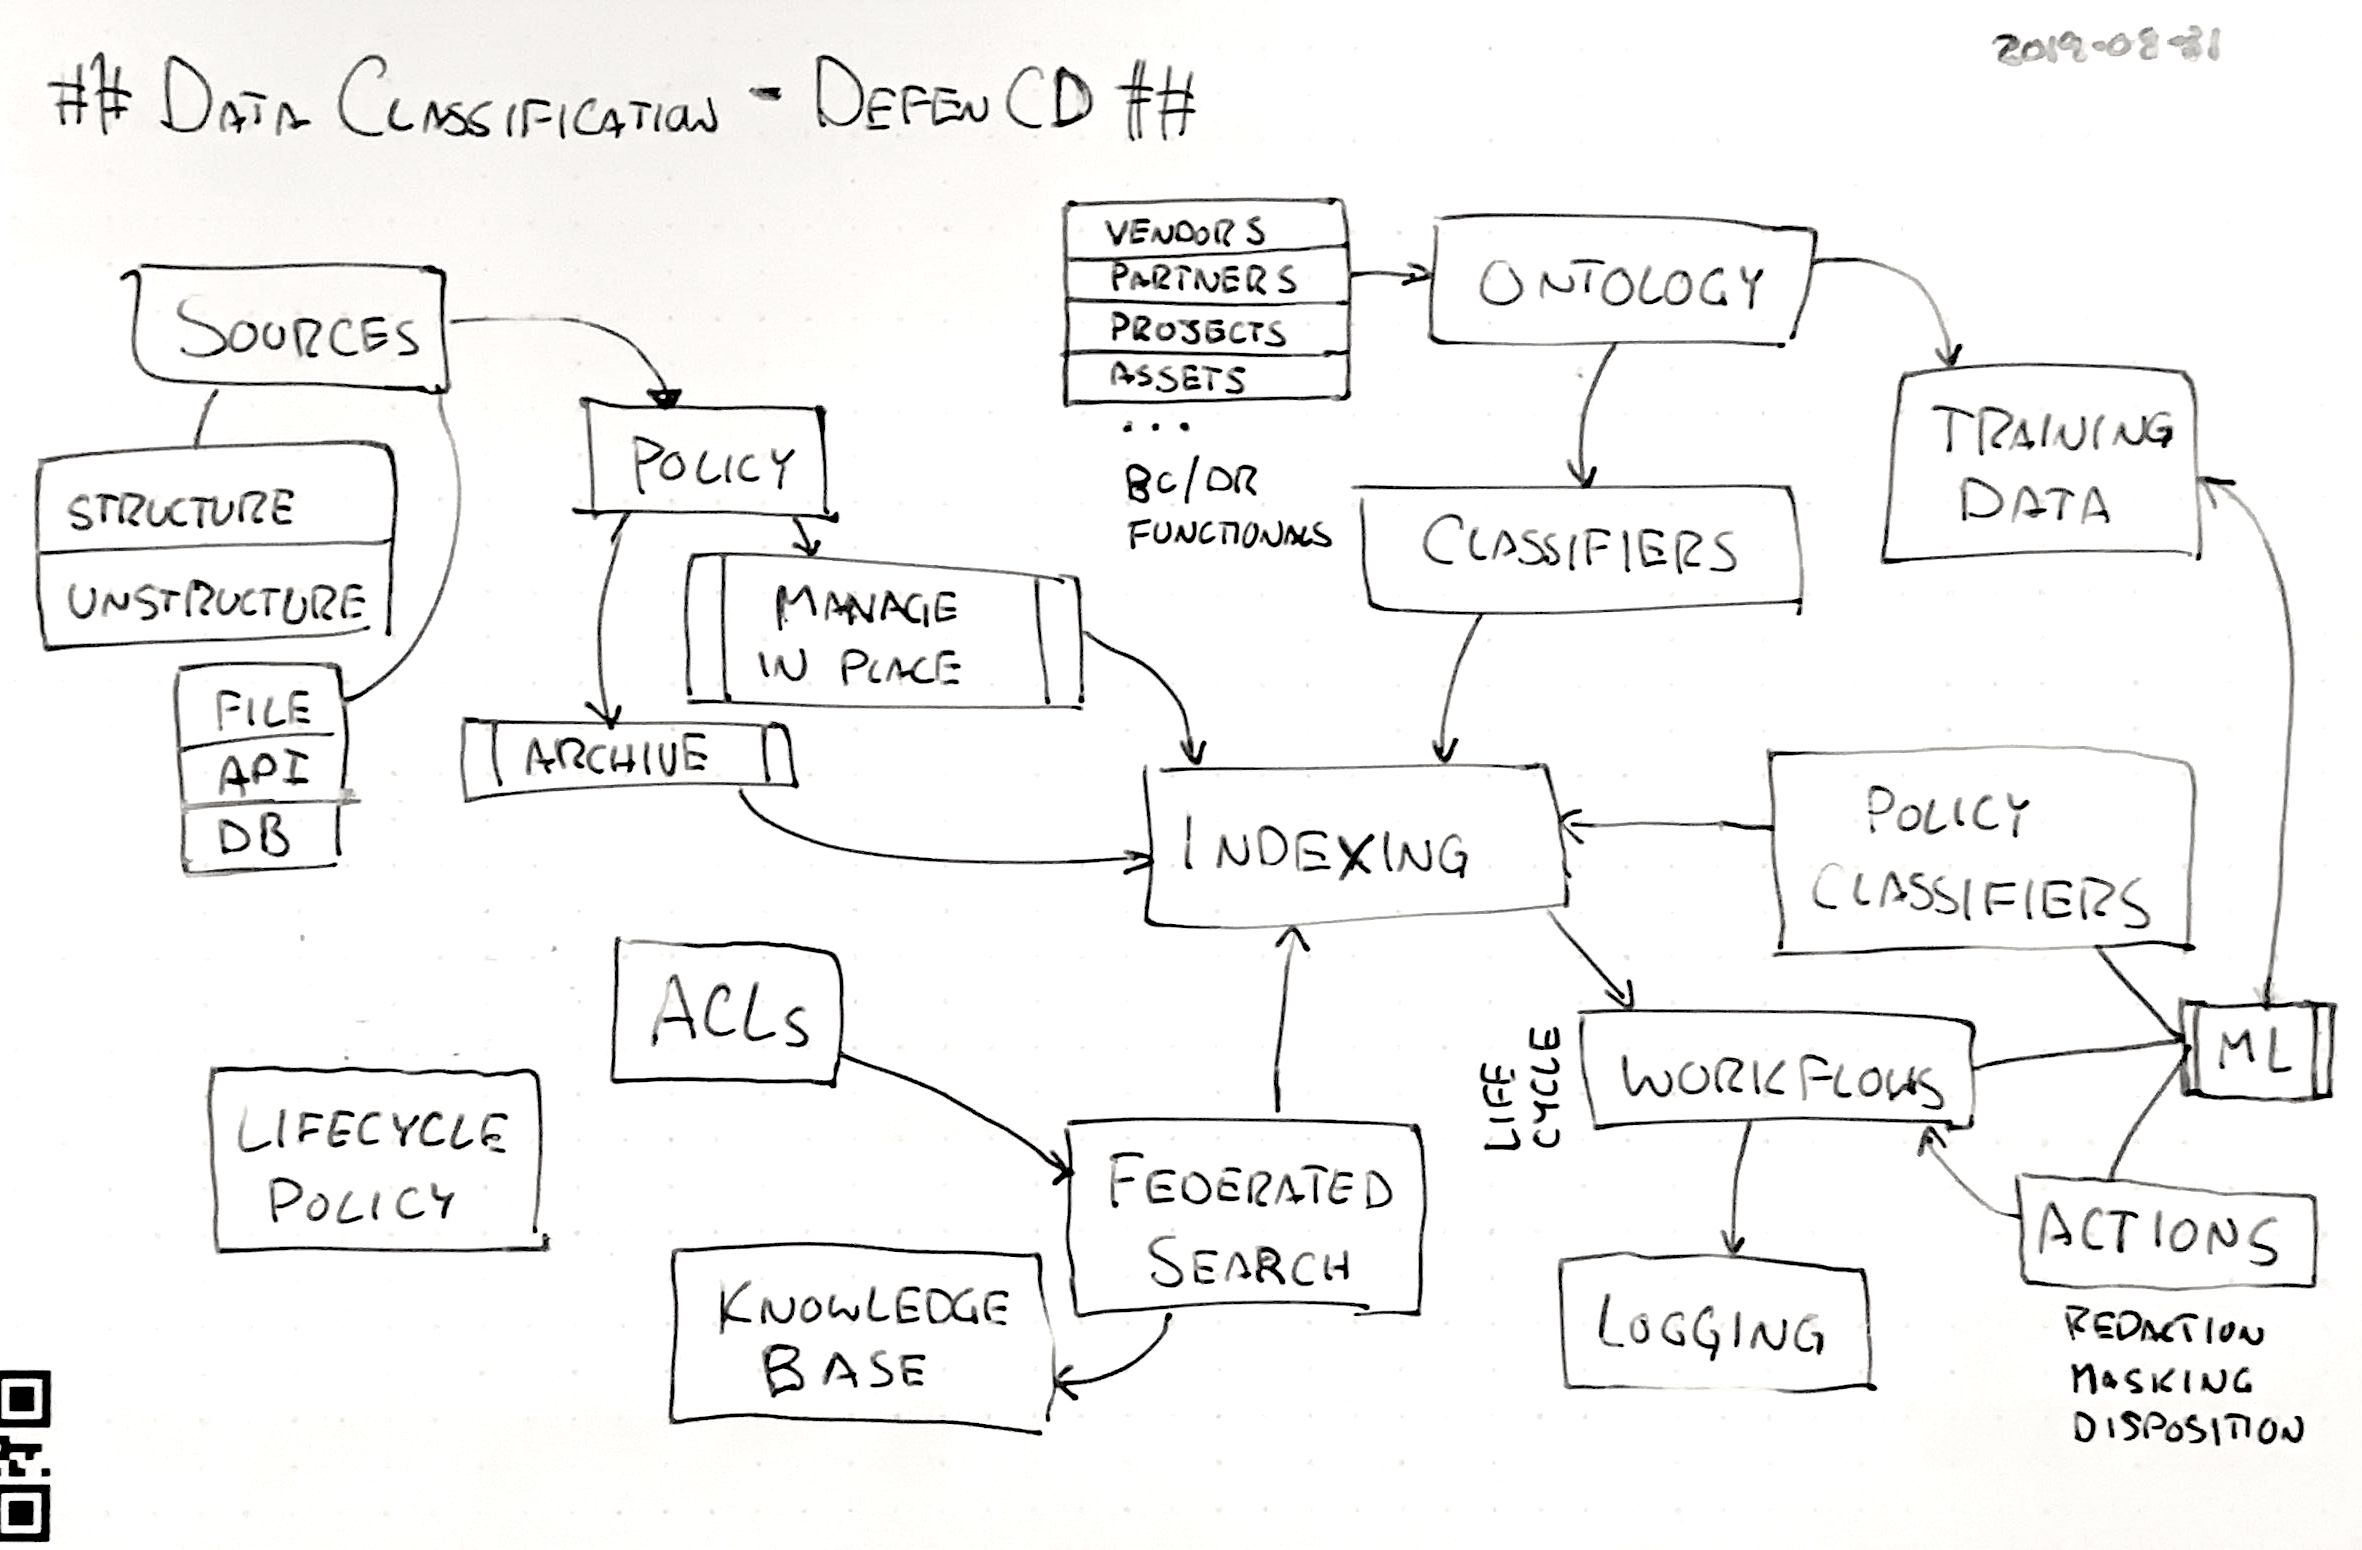 2019-08-31
## DATA CLASSIFICATION - DEFENCD ##
SOURCES
STRUCTURE
UNSTRUCTURE
FILE
API
DB
POLICY
MANAGE
IN PLACE
ARCHIVE
VENDORS
PARTNERS
PROJECTS
ASSETS
...
BC/DR
FUNCTIONALS
ONTOLOGY
TRAINING
DATA
CLASSIFIERS
INDEXING
POLICY
CLASSIFIERS
ACLs
LIFECYCLE
POLICY
FEDERATED
SEARCH
KNOWLEDGE
BASE
LIFE
CYCLE
WORKFLOWS
ML
LOGGING
ACTIONS
REDACTION
MASKING
DISPOSITION